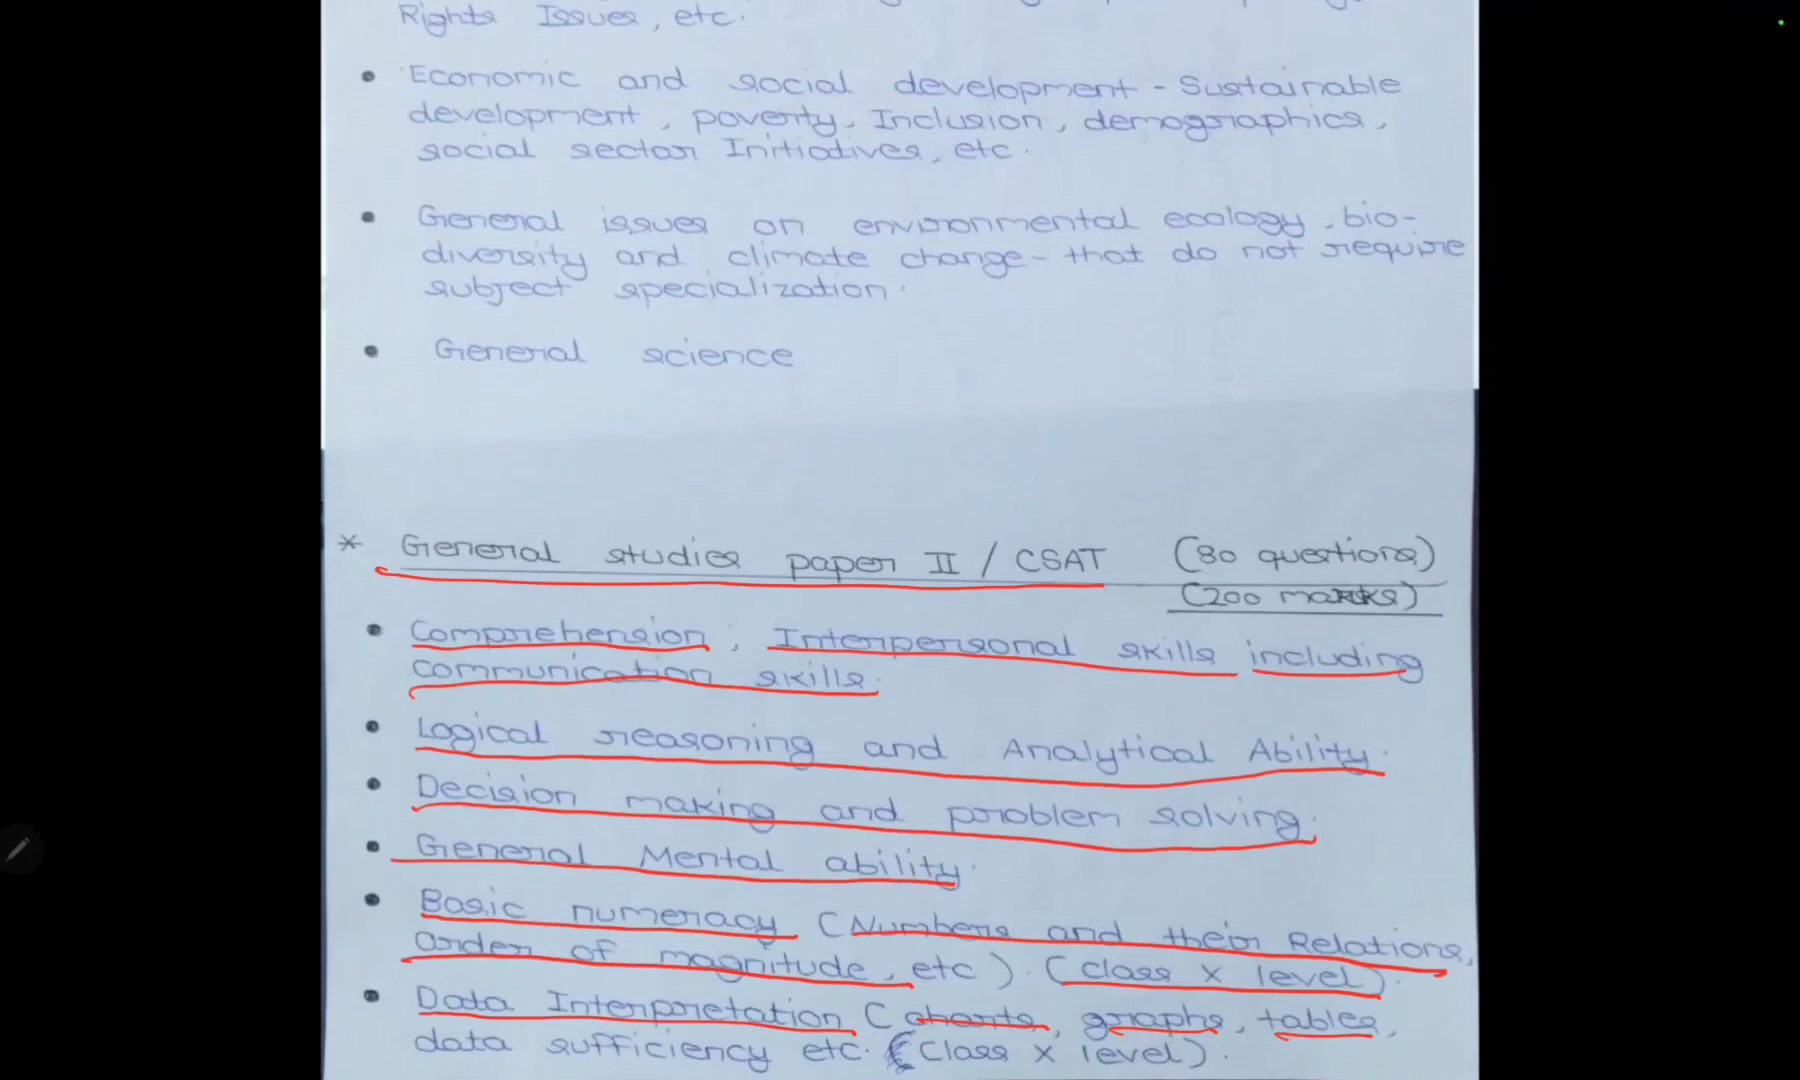 Rights Issues, etc.
• Economic and social development - Sustainable
development, poverty, Inclusion, demographics,
social sector Initiatives, etc.
• General issues on environmental ecology, bio-
diversity and climate change - that do not require
subject specialization.
• General science
* General studies paper II / CSAT (80 questions)
(200 marks)
• Comprehension, Interpersonal skills including
communication skills.
• Logical reasoning and Analytical Ability.
• Decision making and problem solving.
• General Mental ability.
• Basic numeracy (Numbers and their Relations,
order of magnitude, etc). (class X level).
• Data Interpretation (charts, graphs, tables,
data sufficiency etc. (Class X level).